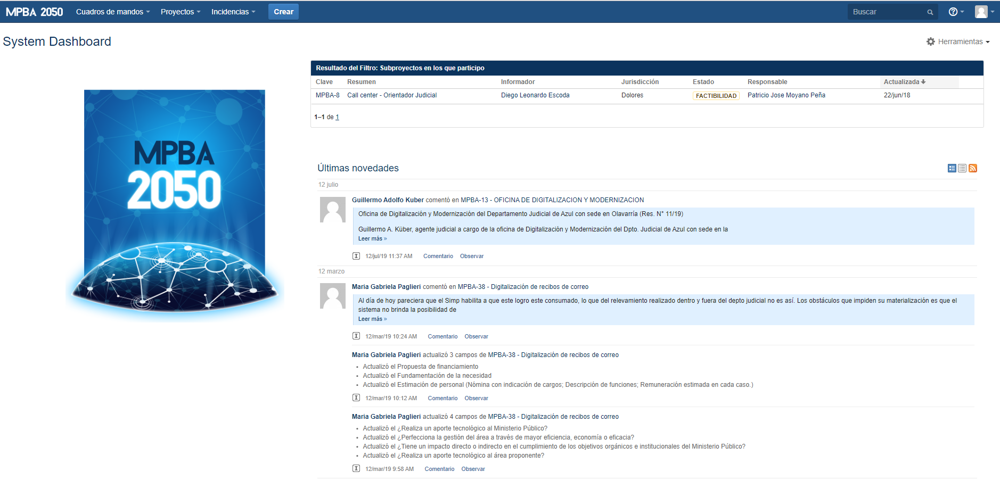 MPBA 2050 Cuadros de mandos Proyectos Incidencias Crear Buscar
System Dashboard
Herramientas
MPBA
2050
Resultado del Filtro: Subproyectos en los que participo
Clave Resumen Informador Jurisdicción Estado Responsable Actualizada
MPBA-8 Call center - Orientador Judicial Diego Leonardo Escoda Dolores FACTIBILIDAD Patricio Jose Moyano Peña 22/jun/18
1–1 de 1
Últimas novedades
12 julio
Guillermo Adolfo Kuber comentó en MPBA-13 - OFICINA DE DIGITALIZACION Y MODERNIZACION
Oficina de Digitalización y Modernización del Departamento Judicial de Azul con sede en Olavarría (Res. N° 11/19)
Guillermo A. Küber, agente judicial a cargo de la oficina de Digitalización y Modernización del Dpto. Judicial de Azul con sede en la
Leer más »
12/jul/19 11:37 AM Comentario Observar
12 marzo
Maria Gabriela Paglieri comentó en MPBA-38 - Digitalización de recibos de correo
Al día de hoy pareciera que el Simp habilita a que este logro este consumado, lo que del relevamiento realizado dentro y fuera del depto judicial no es así. Los obstáculos que impiden su materialización es que el
sistema no brinda la posibilidad de
Leer más »
12/mar/19 10:24 AM Comentario Observar
Maria Gabriela Paglieri actualizó 3 campos de MPBA-38 - Digitalización de recibos de correo
• Actualizó el Propuesta de financiamiento
• Actualizó el Fundamentación de la necesidad
• Actualizó el Estimación de personal (Nómina con indicación de cargos; Descripción de funciones; Remuneración estimada en cada caso.)
12/mar/19 10:12 AM Comentario Observar
Maria Gabriela Paglieri actualizó 4 campos de MPBA-38 - Digitalización de recibos de correo
• Actualizó el ¿Realiza un aporte tecnológico al Ministerio Público?
• Actualizó el ¿Perfecciona la gestión del área a través de mayor eficiencia, economía o eficacia?
• Actualizó el ¿Tiene un impacto directo o indirecto en el cumplimiento de los objetivos orgánicos e institucionales del Ministerio Público?
• Actualizó el ¿Realiza un aporte tecnológico al área proponente?
12/mar/19 9:58 AM Comentario Observar